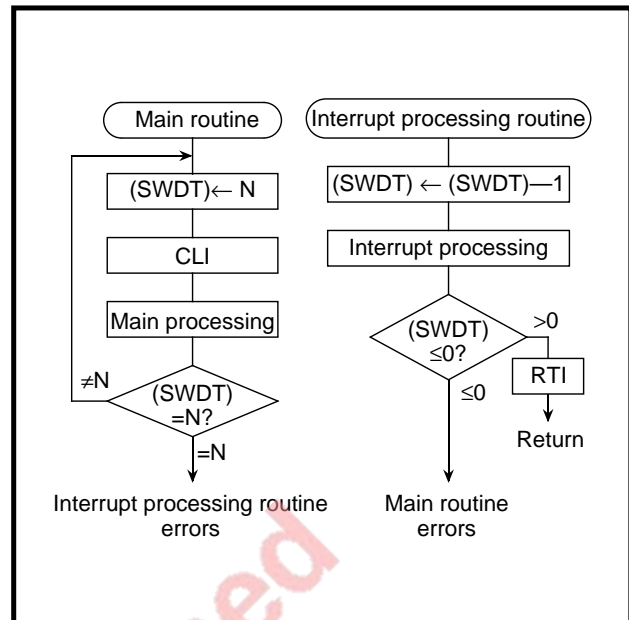 Main routine
(SWDT)← N
CLI
Main processing
≠N
(SWDT)
=N?
=N
Interrupt processing routine
errors
Interrupt processing routine
(SWDT) ← (SWDT)—1
Interrupt processing
(SWDT)
≤0?
>0
≤0
RTI
Return
Main routine
errors